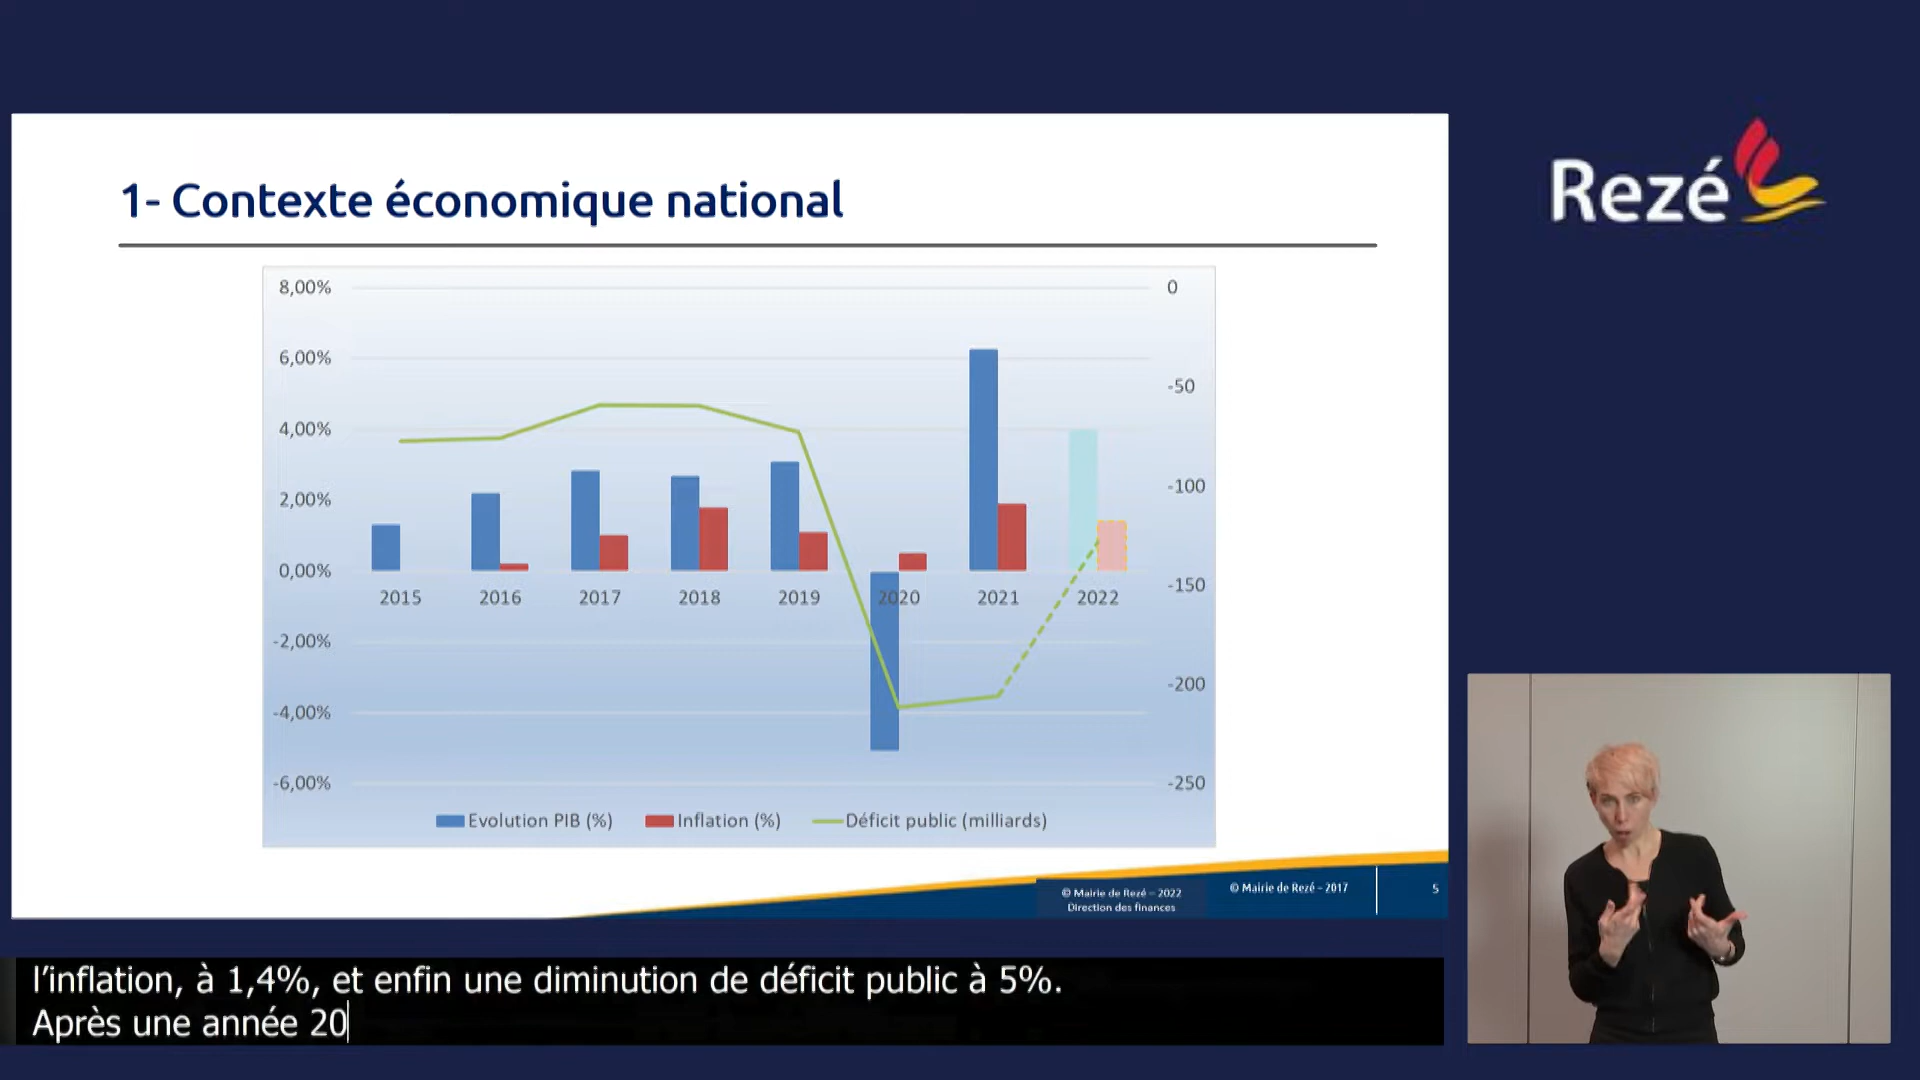 Rezé
1- Contexte économique national
8,00%
6,00%
4,00%
2,00%
0,00%
-2,00%
-4,00%
-6,00%
0
-50
-100
-150
-200
-250
2015 2016 2017 2018 2019 2020 2021 2022
Evolution PIB (%) Inflation (%) Déficit public (milliards)
© Mairie de Rezé – 2022
Direction des finances
© Mairie de Rezé - 2017
5
l'inflation, à 1,4%, et enfin une diminution de déficit public à 5%.
Après une année 20